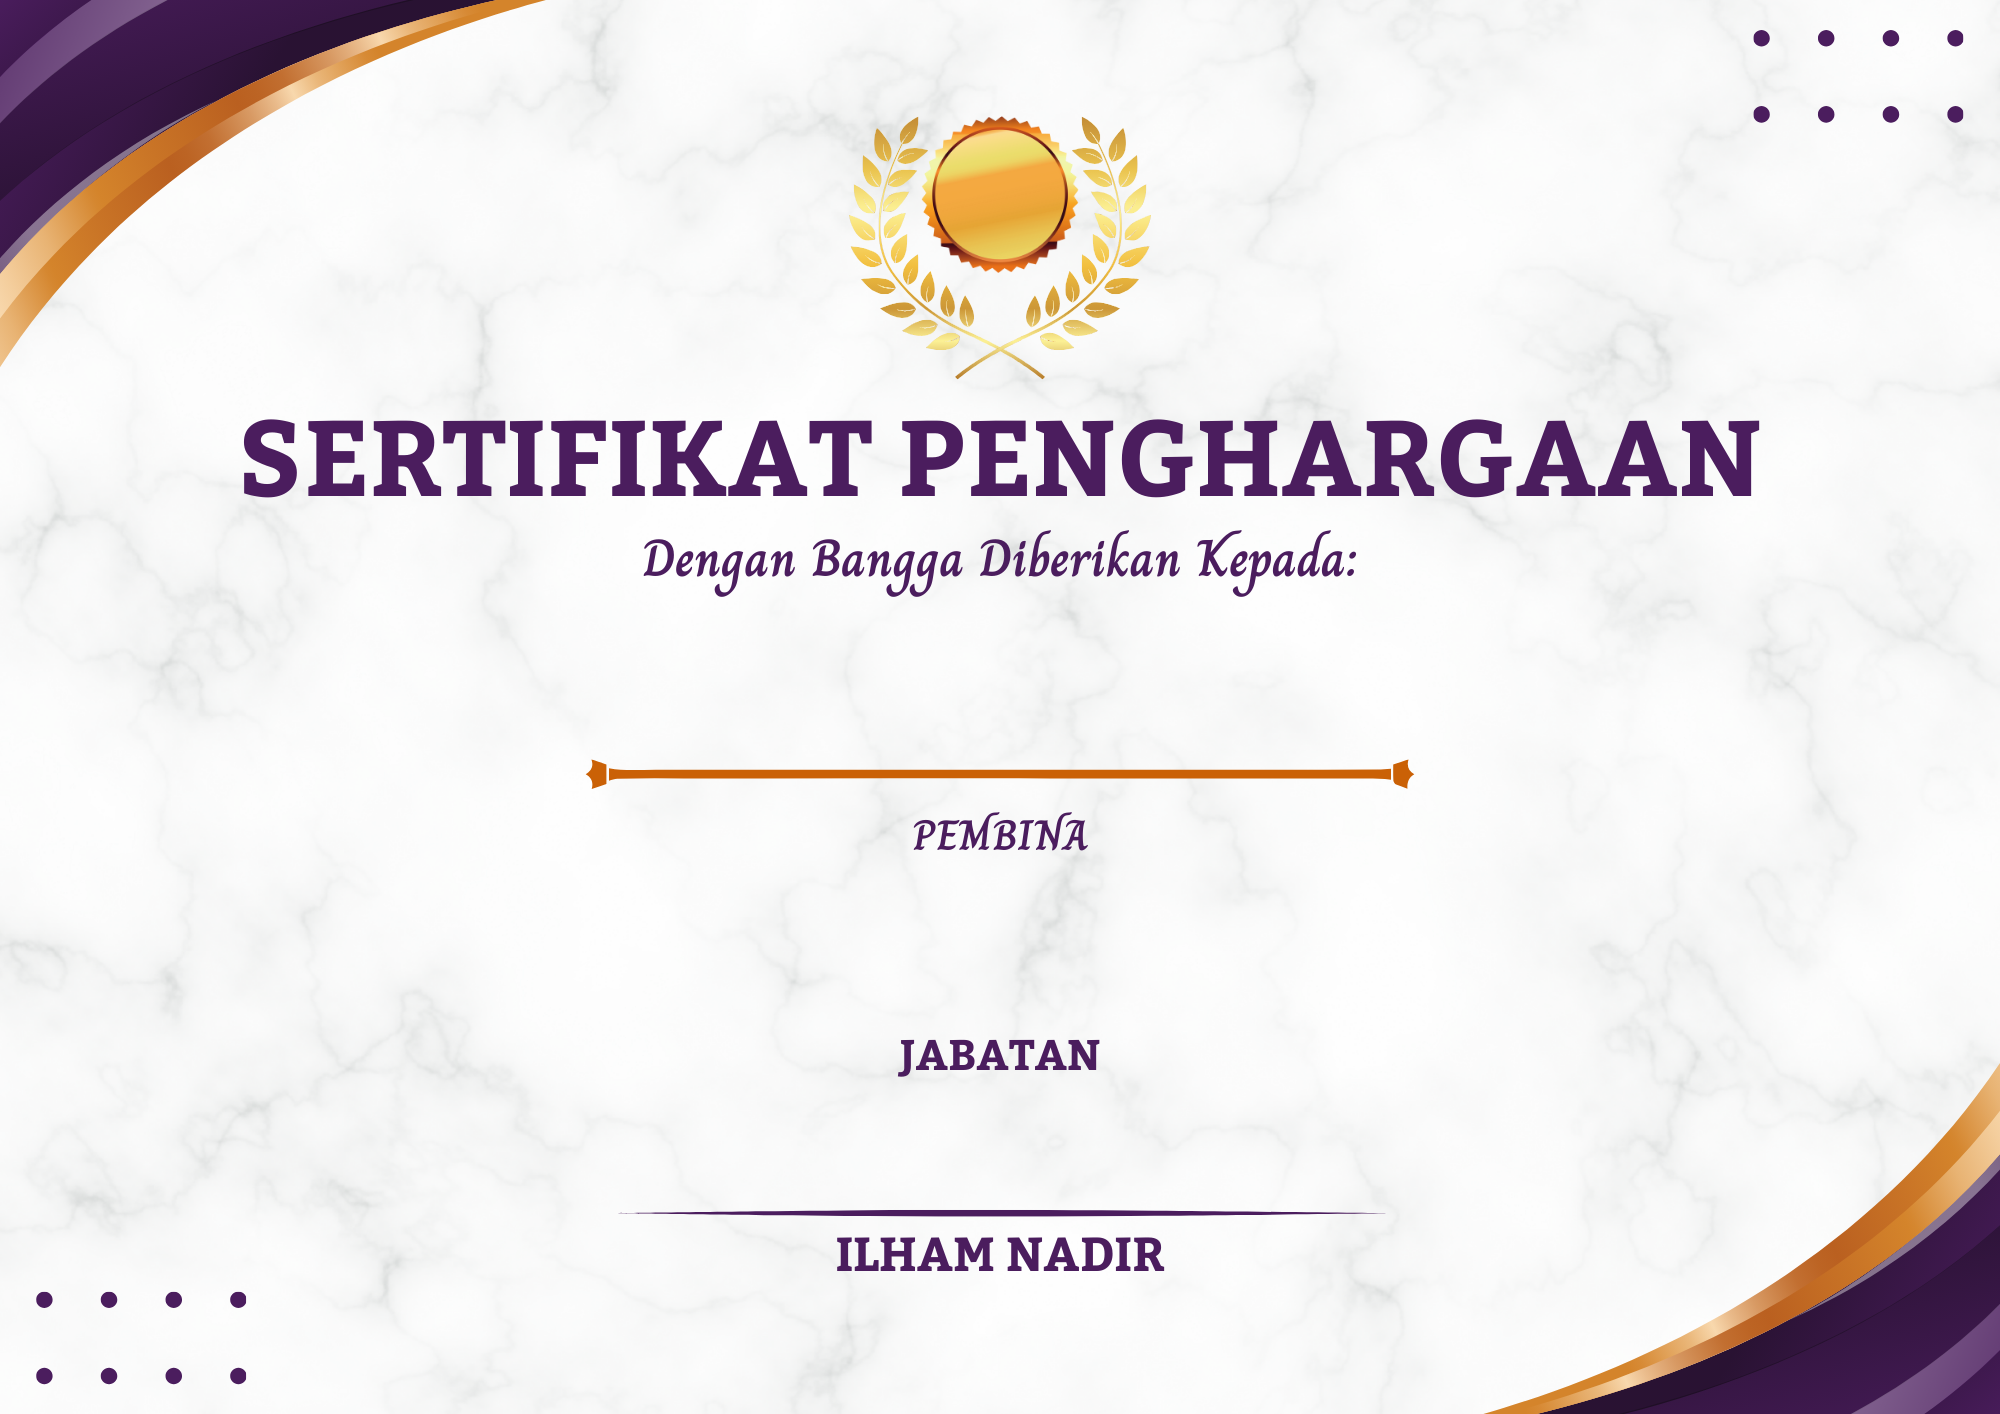 SERTIFIKAT PENGHARGAAN
Dengan Bangga Diberikan Kepada:
PEMBINA
JABATAN
ILHAM NADIR